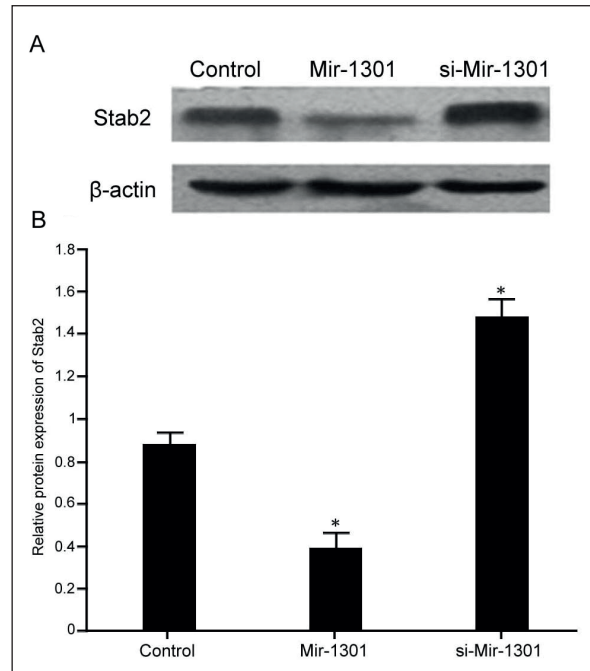 A
Control Mir-1301 si-Mir-1301
Stab2
β-actin
B
Relative protein expression of Stab2
1.8
1.6
1.4
1.2
1
0.8
0.6
0.4
0.2
0
*
*
Control Mir-1301 si-Mir-1301